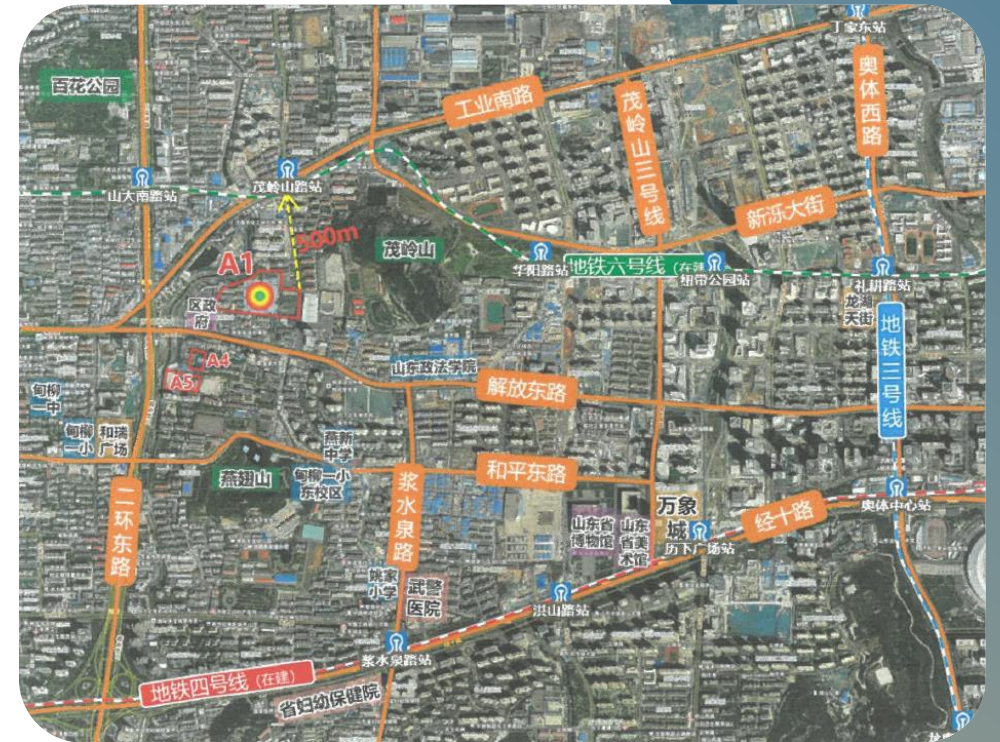 丁家东站
百花公园
工业南路
茂岭山三号线
奥体西路
山大南路站
茂岭山路站
新泺大街
900m
茂岭山
A1
华阳路站
地铁六号线（在建）
纽带公园站
礼耕路站
区政府
龙湖天街
地铁三号线
A4
A5
山东政法学院
解放东路
甸柳一中
甸柳一小
和瑞广场
燕新中学
燕翅山
甸柳一小东校区
和平东路
浆水泉路
二环东路
万象城
山东省博物馆
山东省美术馆
历下广场站
经十路
奥体中心站
姚家小学
武警医院
洪山路站
浆水泉路站
地铁四号线（在建）
省妇幼保健院